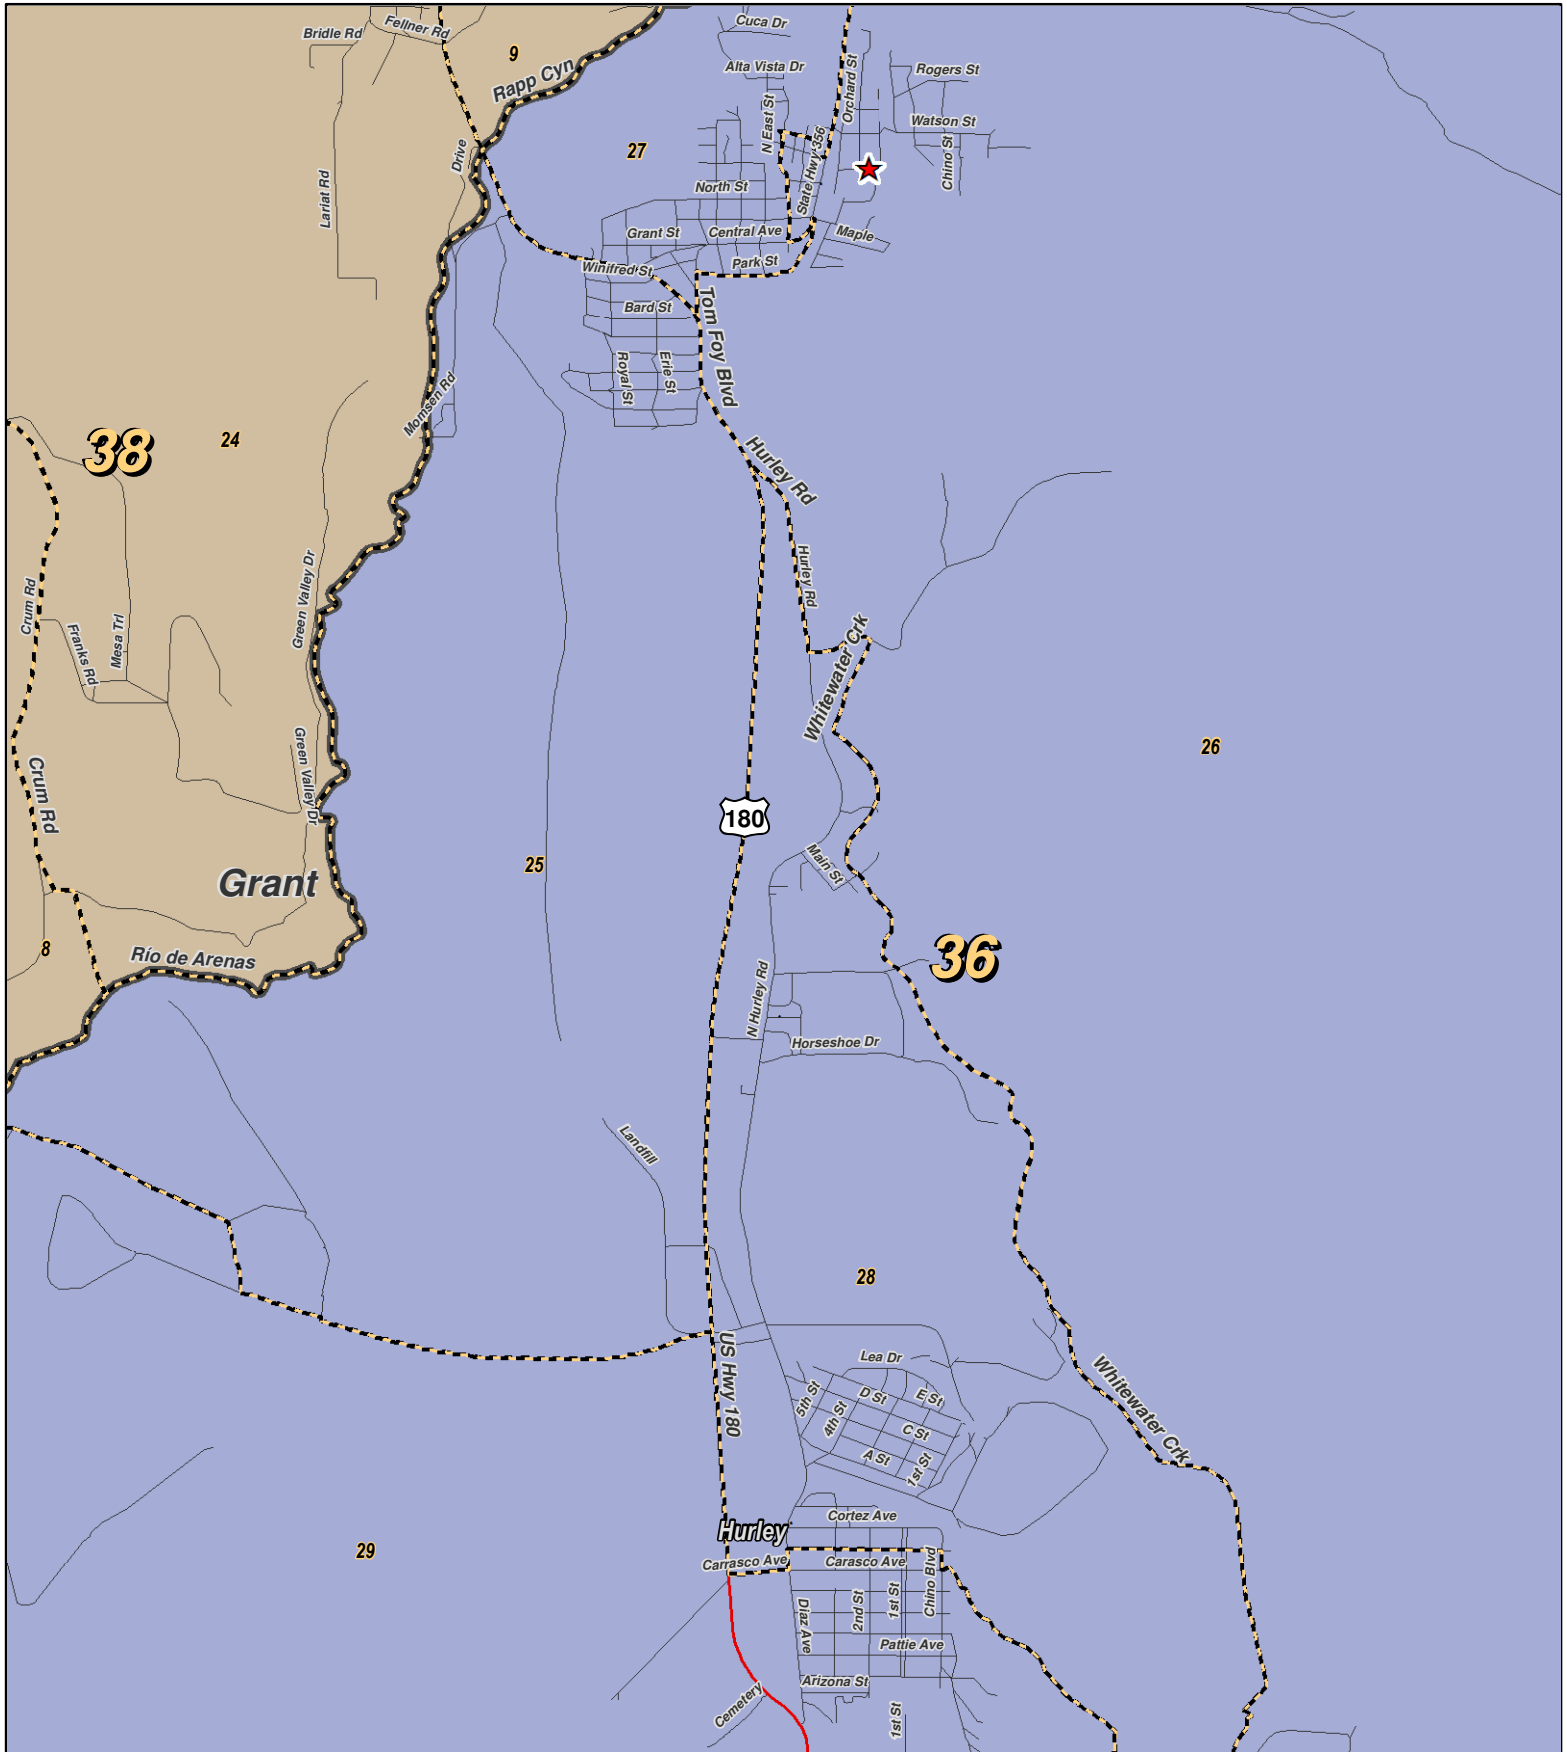 Cuca Dr
Fellner Rd
Bridle Rd
9
Alta Vista Dr
Orchard St
Rogers St
Rapp Cyn
N East St
Watson St
27
State Hwy 356
Drive
Chino St
North St
Lariat Rd
Grant St
Central Ave
Maple
Park St
Winifred St
Bard St
Tom Foy Blvd
Royal St
Erie St
Momsen Rd
38
24
Hurley Rd
Hurley Rd
Green Valley Dr
Crum Rd
Mesa Trl
Franks Rd
Whitewater Crk
26
Green Valley Dr
Crum Rd
180
25
Main St
Grant
8
Río de Arenas
36
N Hurley Rd
Horseshoe Dr
Landfill
28
US Hwy 180
Lea Dr
5th St
D St
E St
4th St
C St
A St
1st St
Whitewater Crk
Cortez Ave
Hurley
29
Carrasco Ave
Carasco Ave
Chino Blvd
Diaz Ave
2nd St
1st St
Pattie Ave
Arizona St
Cemetery
1st St